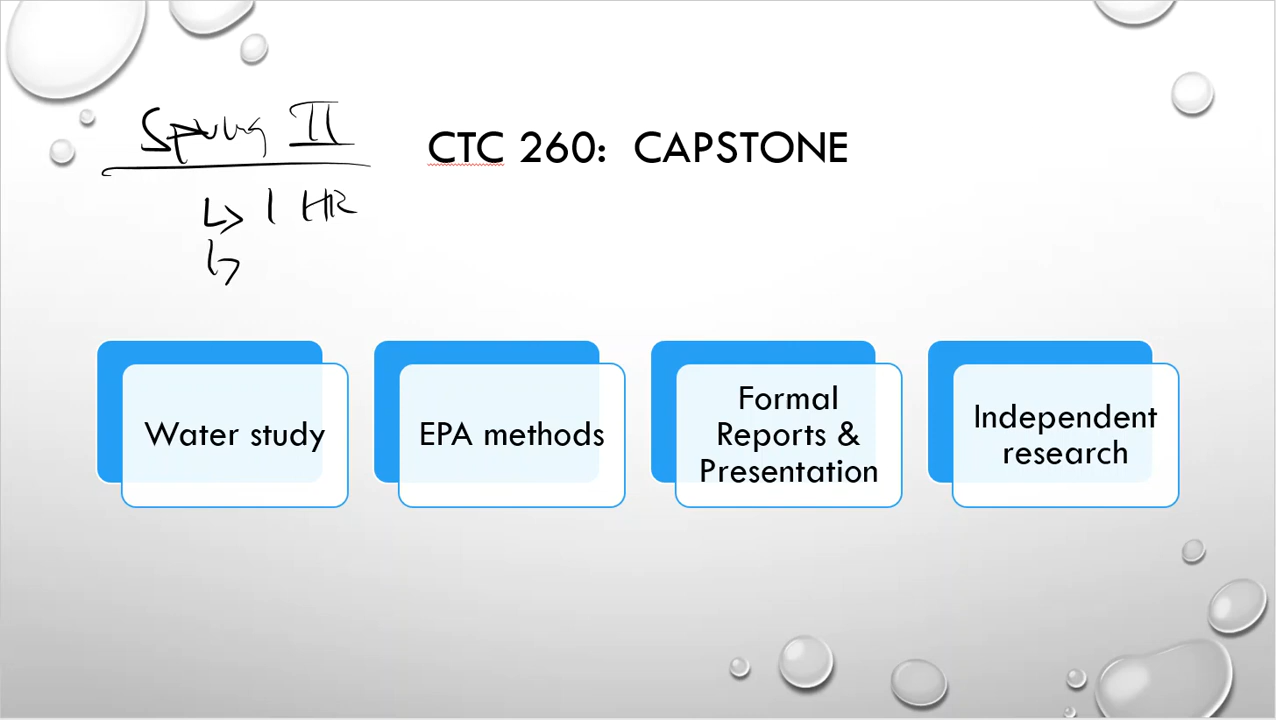 Spring II
CTC 260: CAPSTONE
↳ 1 HR
↳
Water study
EPA methods
Formal
Reports &
Presentation
Independent
research